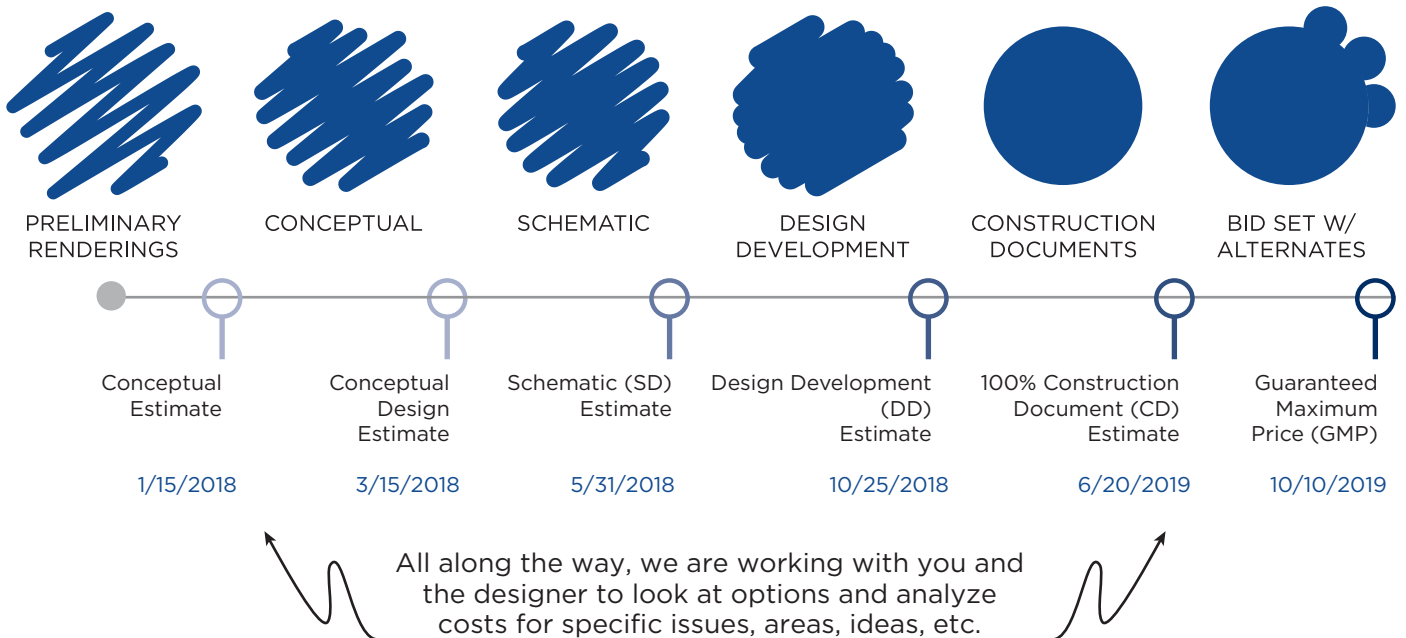 PRELIMINARY
RENDERINGS
CONCEPTUAL
SCHEMATIC
DESIGN
DEVELOPMENT
CONSTRUCTION
DOCUMENTS
BID SET W/
ALTERNATES
Conceptual
Estimate
1/15/2018
Conceptual
Design
Estimate
3/15/2018
Schematic (SD)
Estimate
5/31/2018
Design Development
(DD)
Estimate
10/25/2018
100% Construction
Document (CD)
Estimate
6/20/2019
Guaranteed
Maximum
Price (GMP)
10/10/2019
All along the way, we are working with you and
the designer to look at options and analyze
costs for specific issues, areas, ideas, etc.